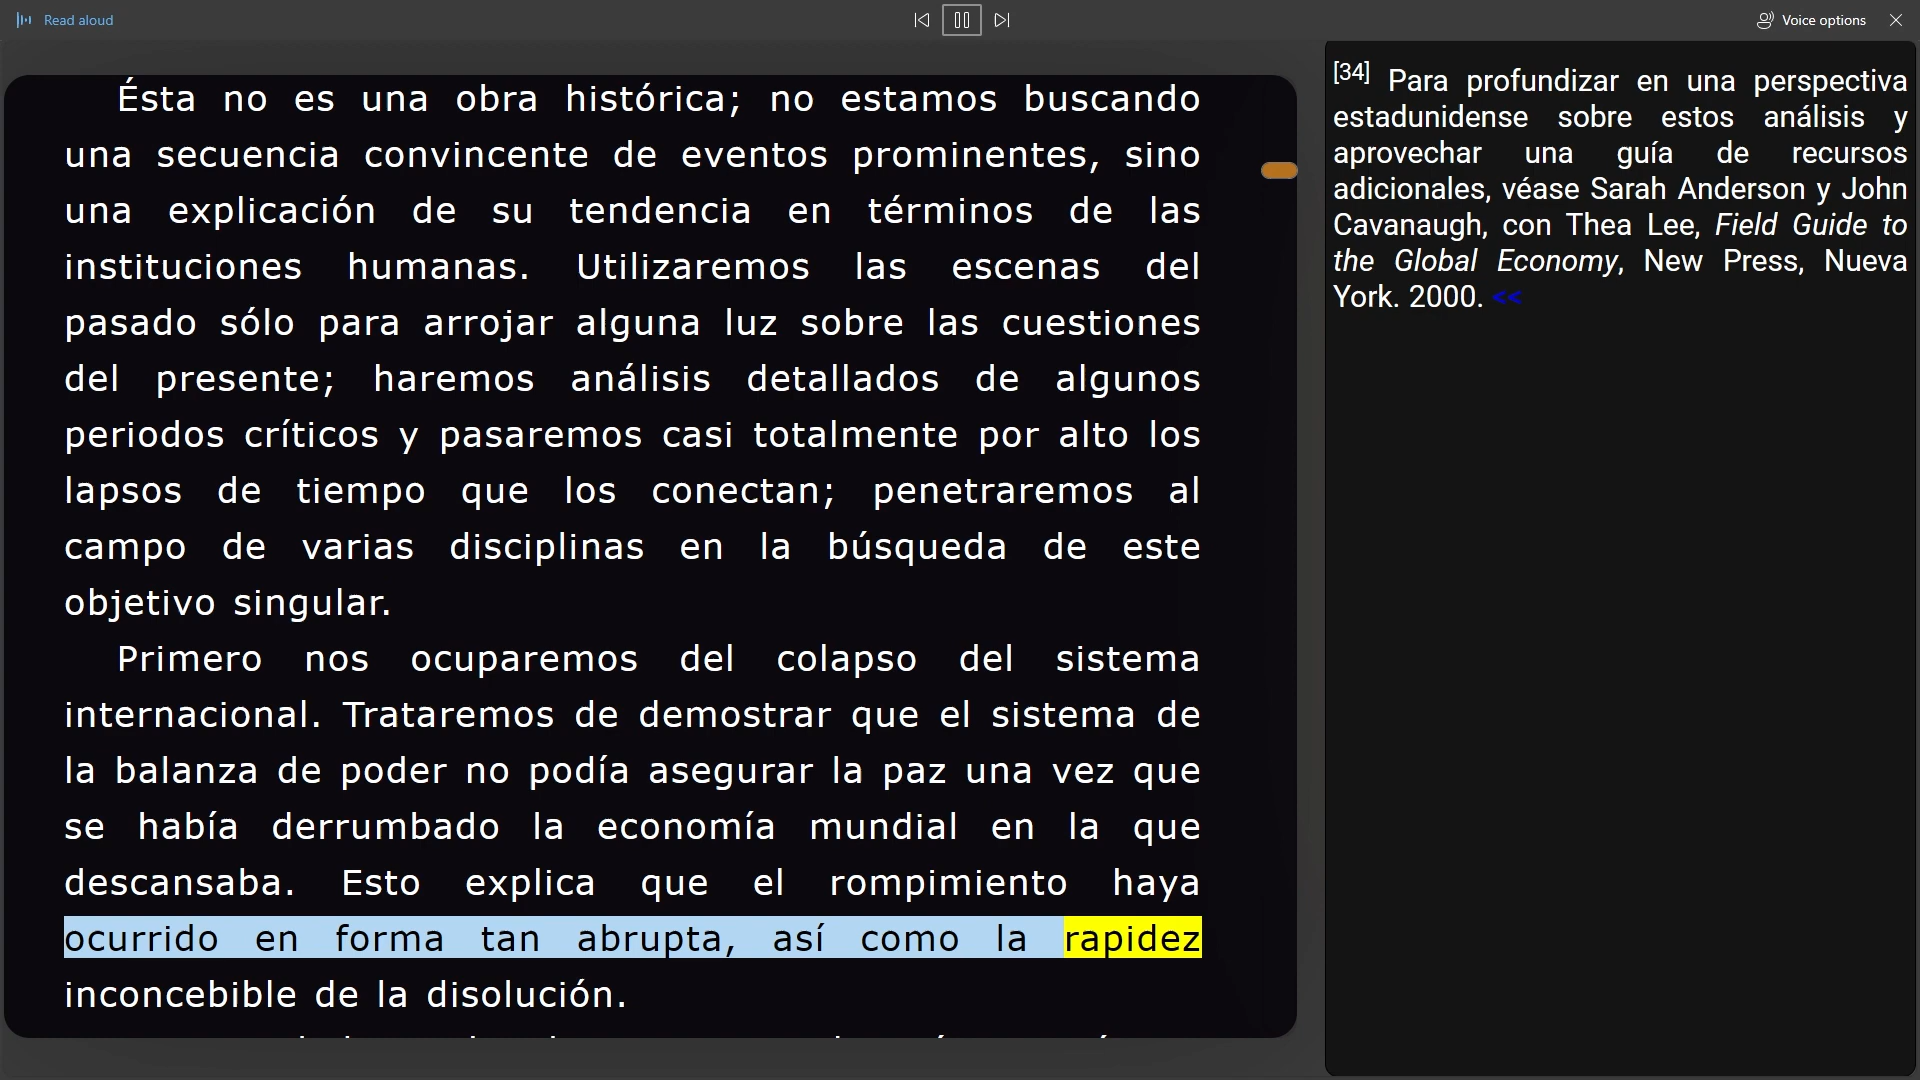 Read aloud
Voice options
Ésta no es una obra histórica; no estamos buscando
una secuencia convincente de eventos prominentes, sino
una explicación de su tendencia en términos de las
instituciones humanas. Utilizaremos las escenas del
pasado sólo para arrojar alguna luz sobre las cuestiones
del presente; haremos análisis detallados de algunos
periodos críticos y pasaremos casi totalmente por alto los
lapsos de tiempo que los conectan; penetraremos al
campo de varias disciplinas en la búsqueda de este
objetivo singular.
Primero nos ocuparemos del colapso del sistema
internacional. Trataremos de demostrar que el sistema de
la balanza de poder no podía asegurar la paz una vez que
se había derrumbado la economía mundial en la que
descansaba. Esto explica que el rompimiento haya
ocurrido en forma tan abrupta, así como la rapidez
inconcebible de la disolución.
[34] Para profundizar en una perspectiva
estadunidense sobre estos análisis y
aprovechar una guía de recursos
adicionales, véase Sarah Anderson y John
Cavanaugh, con Thea Lee, Field Guide to
the Global Economy, New Press, Nueva
York. 2000. <<